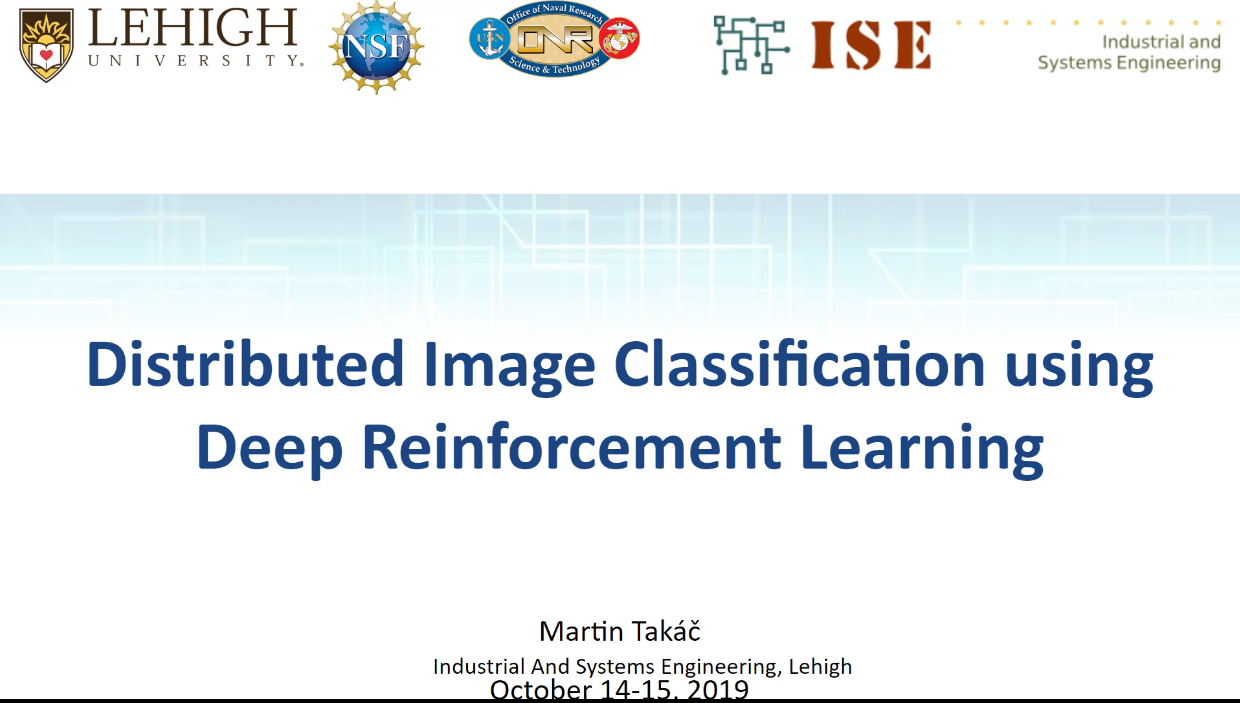 LEHIGH
UNIVERSITY.
NSF
Office of Naval Research
USN
ONR
Science & Technology
ISE
Industrial and
Systems Engineering
Distributed Image Classification using
Deep Reinforcement Learning
Martin Takáč
Industrial And Systems Engineering, Lehigh
October 14-15, 2019